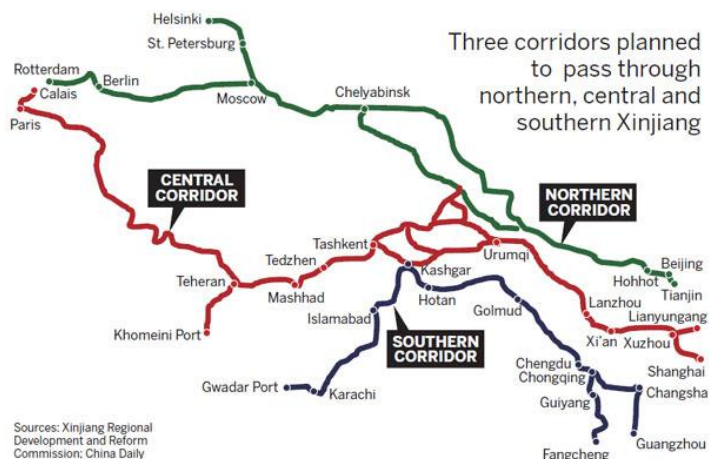 Three corridors planned
to pass through
northern, central and
southern Xinjiang
Helsinki
St. Petersburg
Rotterdam
Calais
Berlin
Paris
Moscow
Chelyabinsk
CENTRAL
CORRIDOR
NORTHERN
CORRIDOR
Tashkent
Tedzhen
Teheran
Mashhad
Khomeini Port
Urumqi
Kashgar
Hotan
Golmud
Islamabad
SOUTHERN
CORRIDOR
Gwadar Port
Karachi
Beijing
Hohhot
Tianjin
Lanzhou
Lianyungang
Xi'an
Xuzhou
Shanghai
Chengdu
Chongqing
Changsha
Guiyang
Fangcheng
Guangzhou
Sources: Xinjiang Regional
Development and Reform
Commission; China Daily